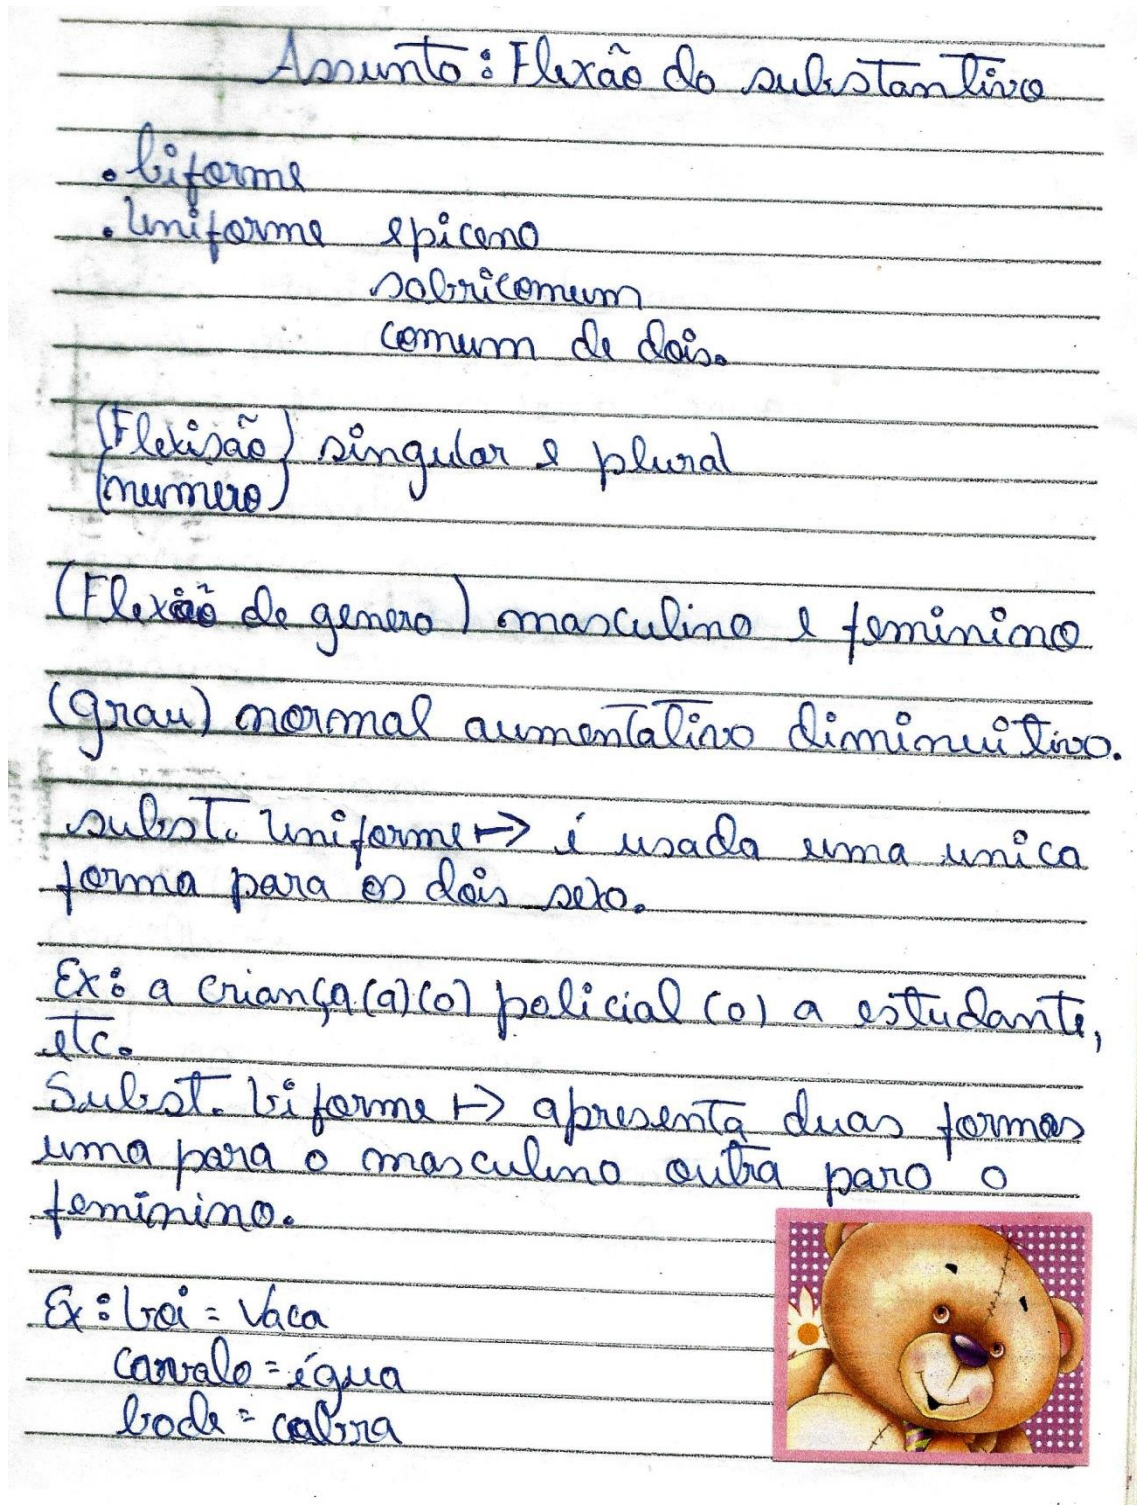 Assunto: Flexão do substantivo
. biforme
. Uniforme epiceno
sobricomum
comum de dois.
(Flexisão) singular e plural
(numero)
(Flexão de genero) masculino e feminino
(grau) normal aumentativo diminuitivo.
subst. Uniforme → é usada uma unica
forma para os dois sexo.
Ex: a criança (a) (o) policial (o) a estudante,
etc.
Subst. biforme → apresenta duas formas
uma para o masculino outra paro o
feminino.
Ex: boi = Vaca
cavalo = égua
bode = cabra